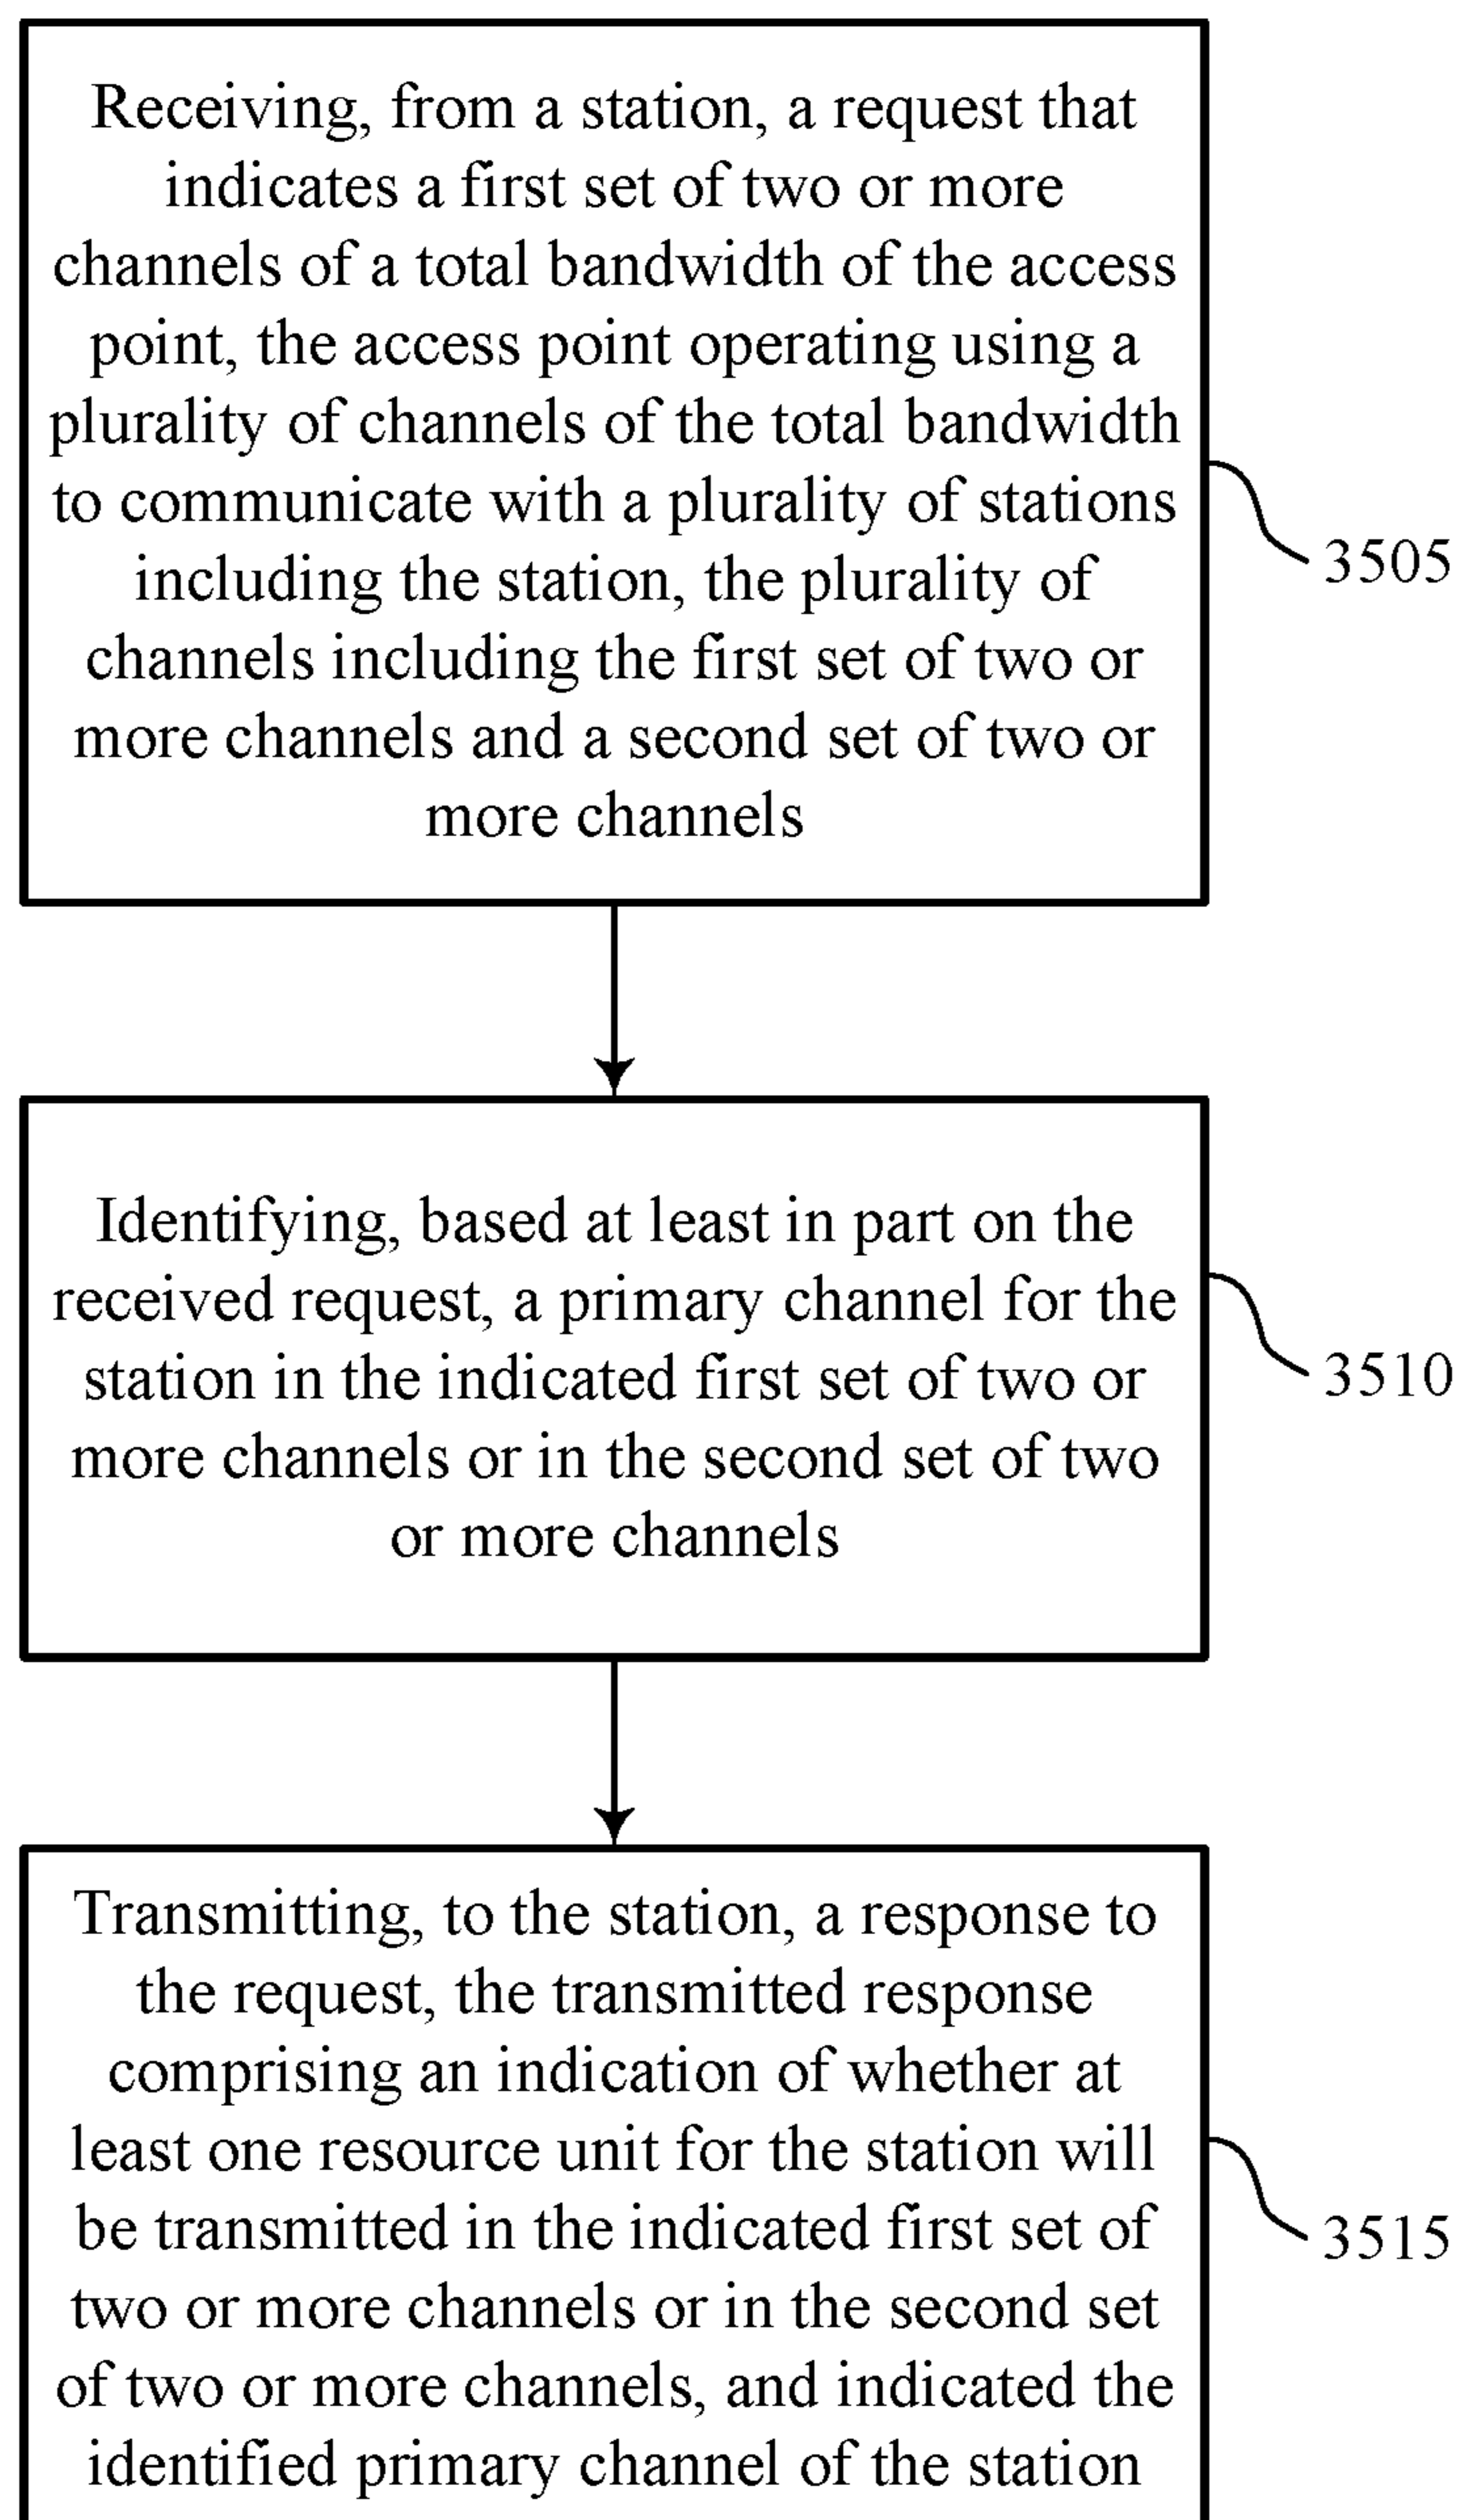 Receiving, from a station, a request that
indicates a first set of two or more
channels of a total bandwidth of the access
point, the access point operating using a
plurality of channels of the total bandwidth
to communicate with a plurality of stations
including the station, the plurality of
channels including the first set of two or
more channels and a second set of two or
more channels
3505
Identifying, based at least in part on the
received request, a primary channel for the
station in the indicated first set of two or
more channels or in the second set of two
or more channels
3510
Transmitting, to the station, a response to
the request, the transmitted response
comprising an indication of whether at
least one resource unit for the station will
be transmitted in the indicated first set of
two or more channels or in the second set
of two or more channels, and indicated the
identified primary channel of the station
3515